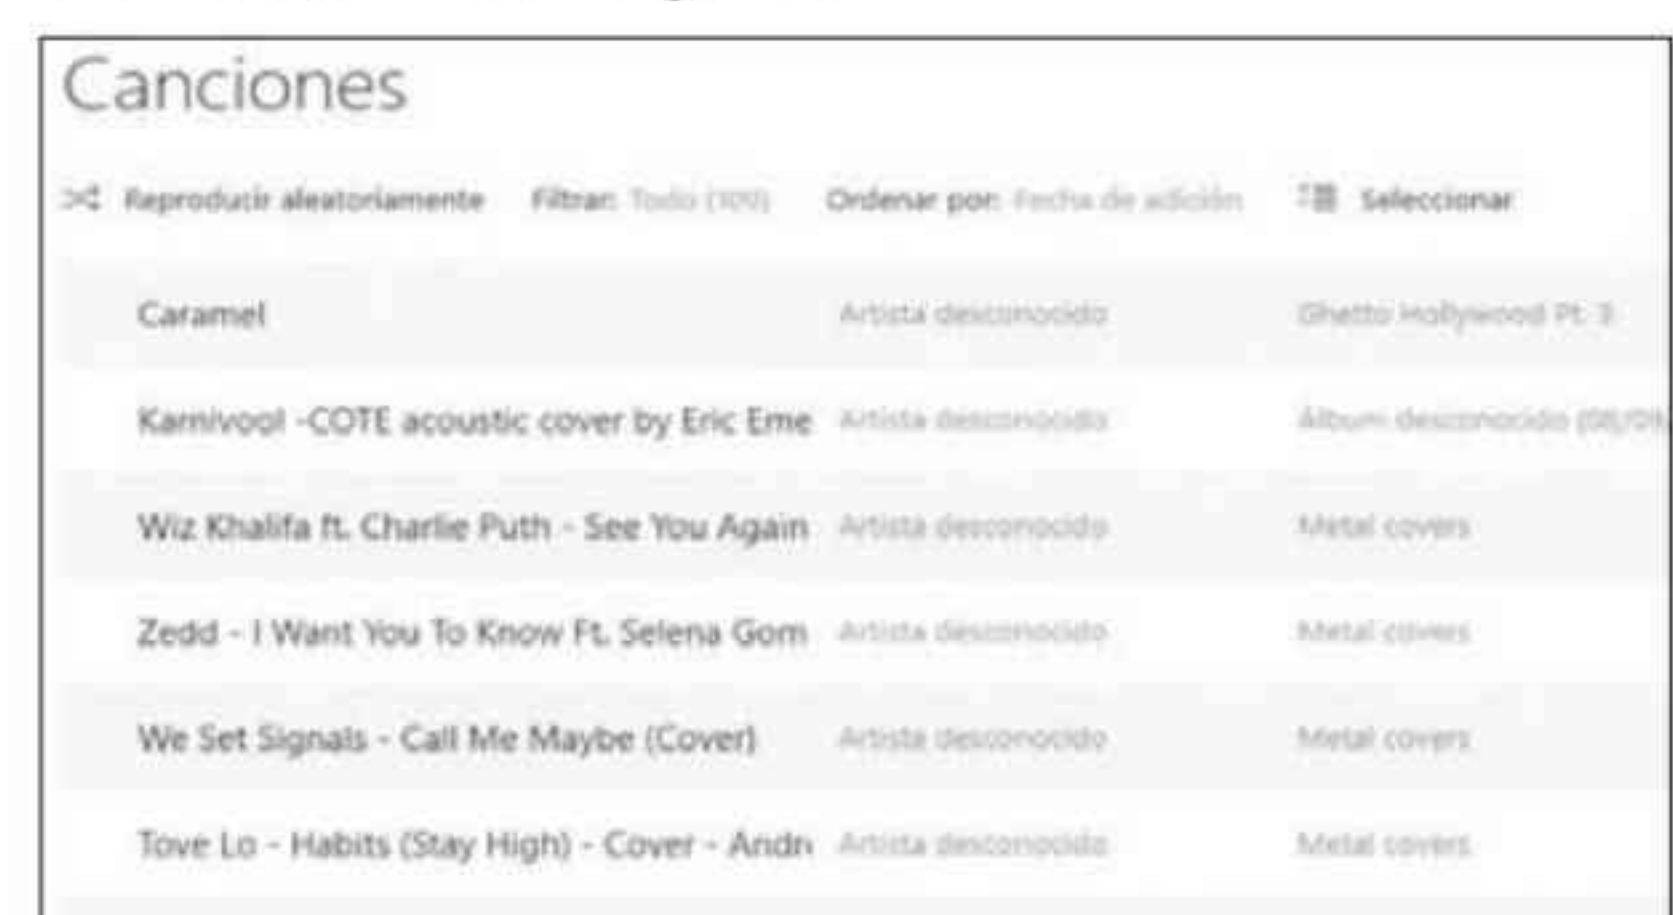 Canciones
Reproducir aleatoriamente Filtrar: Todo (109) Ordenar por: Fecha de adición Seleccionar
Caramel Artista desconocido Ghetto Hollywood Pt. 3
Karnivool -COTE acoustic cover by Eric Eme Artista desconocido Álbum desconocido
Wiz Khalifa ft. Charlie Puth - See You Again Artista desconocido Metal covers
Zedd - I Want You To Know Ft. Selena Gom Artista desconocido Metal covers
We Set Signals - Call Me Maybe (Cover) Artista desconocido Metal covers
Tove Lo - Habits (Stay High) - Cover - Andr Artista desconocido Metal covers